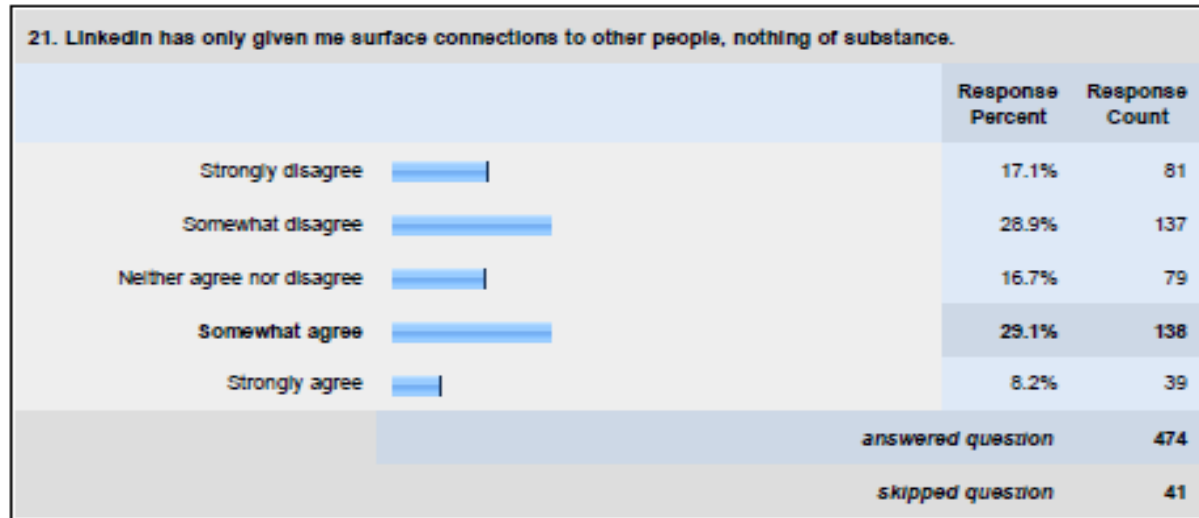 21. LinkedIn has only given me surface connections to other people, nothing of substance.
Response Percent Response Count
Strongly disagree 17.1% 81
Somewhat disagree 28.9% 137
Neither agree nor disagree 16.7% 79
Somewhat agree 29.1% 138
Strongly agree 8.2% 39
answered question 474
skipped question 41